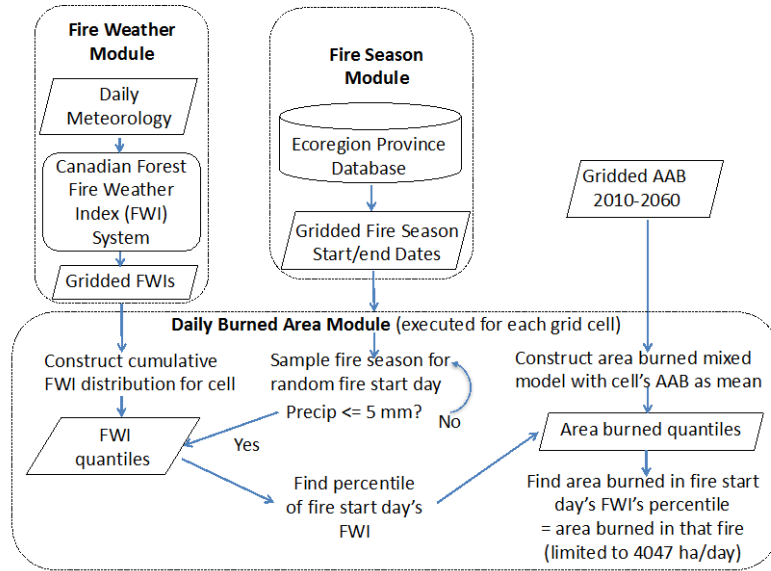 Fire Weather
Module
Daily
Meteorology
Canadian Forest
Fire Weather
Index (FWI)
System
Gridded FWIs
Fire Season
Module
Ecoregion Province
Database
Gridded Fire Season
Start/end Dates
Gridded AAB
2010-2060
Daily Burned Area Module (executed for each grid cell)
Construct cumulative
FWI distribution for cell
FWI
quantiles
Sample fire season for
random fire start day
Precip <= 5 mm?
No
Yes
Find percentile
of fire start day's
FWI
Construct area burned mixed
model with cell's AAB as mean
Area burned quantiles
Find area burned in fire start
day's FWI's percentile
= area burned in that fire
(limited to 4047 ha/day)